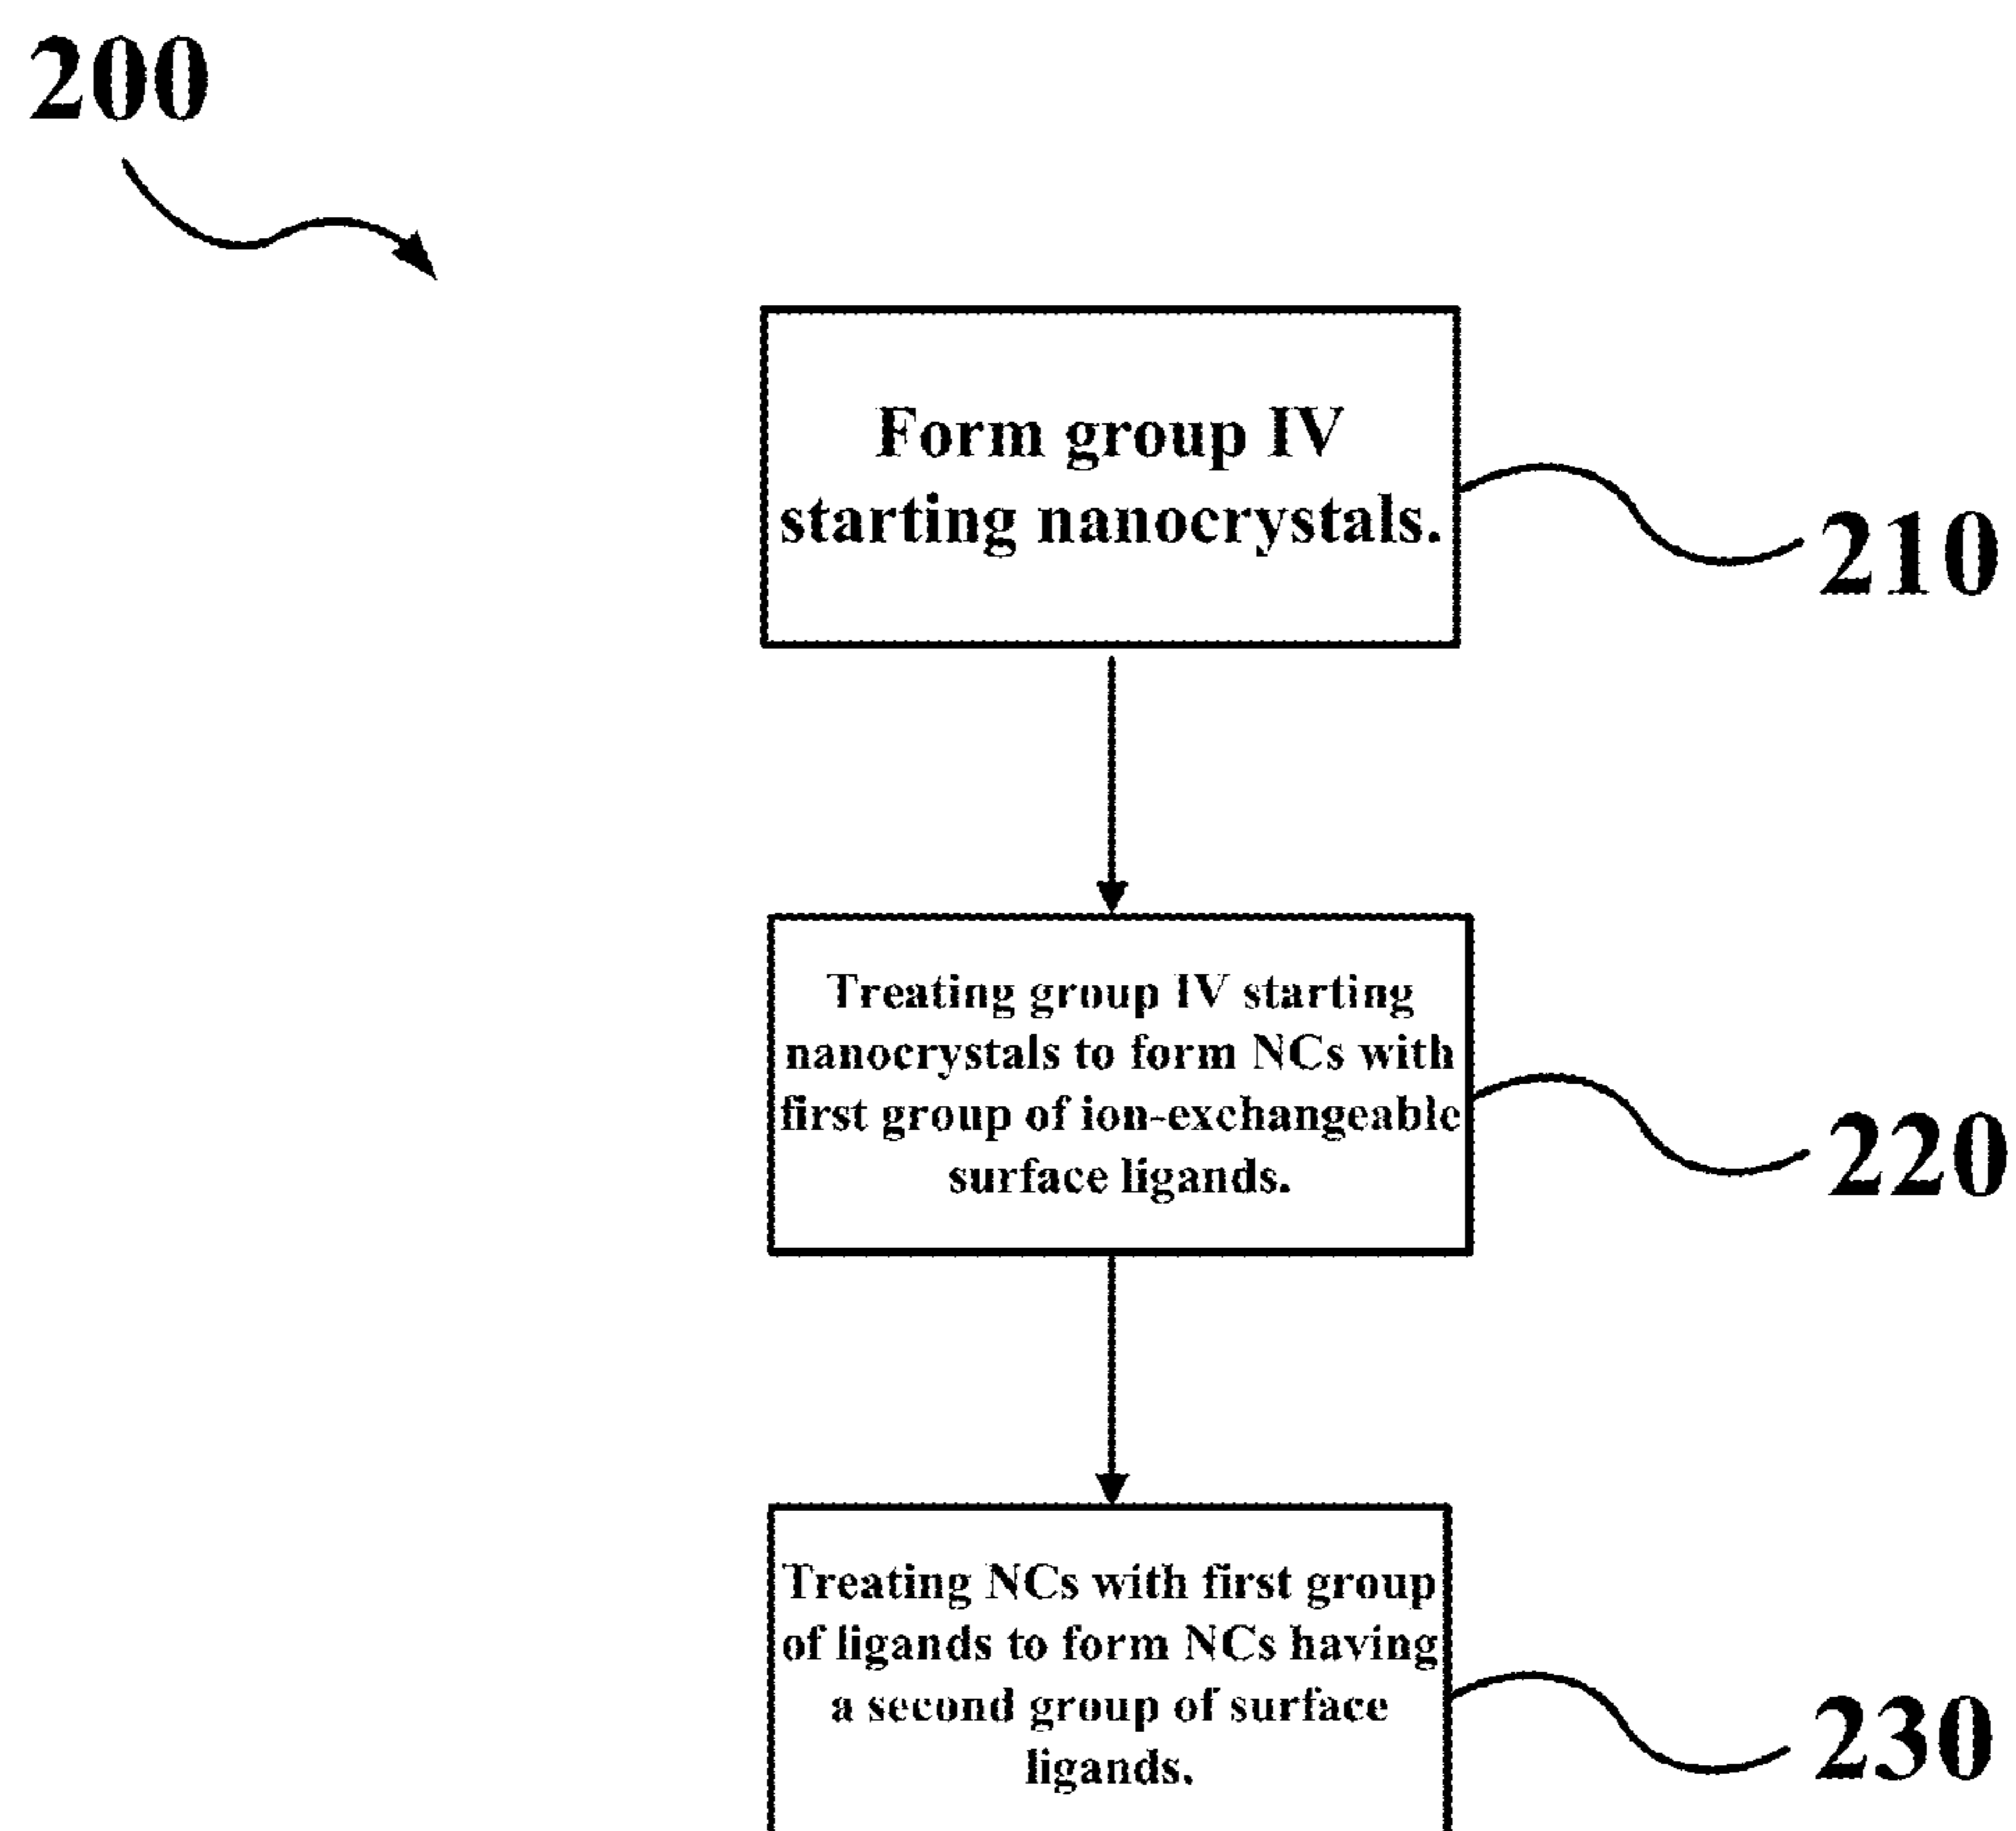 200
Form group IV
starting nanocrystals.
210
Treating group IV starting
nanocrystals to form NCs with
first group of ion-exchangeable
surface ligands.
220
Treating NCs with first group
of ligands to form NCs having
a second group of surface
ligands.
230